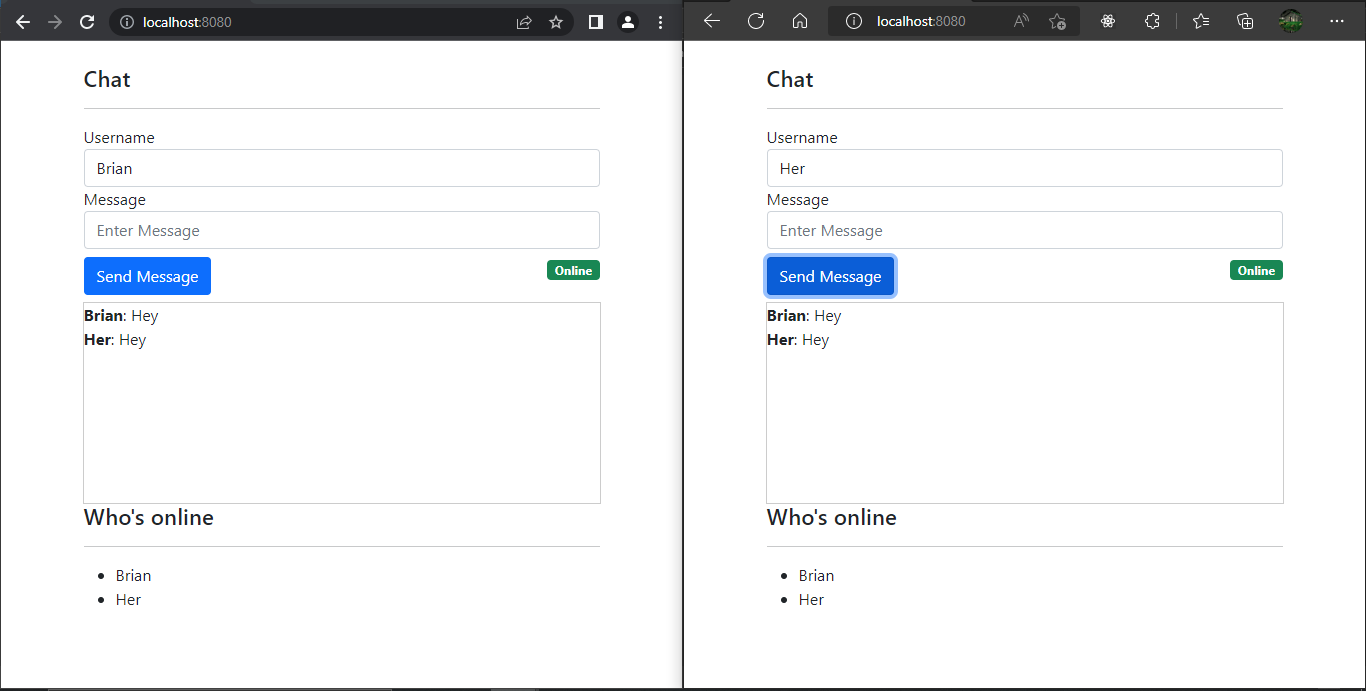 localhost:8080
Chat
Username
Brian
Message
Enter Message
Send Message
Online
Brian: Hey
Her: Hey
Who's online
Brian
Her
localhost:8080
Chat
Username
Her
Message
Enter Message
Send Message
Online
Brian: Hey
Her: Hey
Who's online
Brian
Her